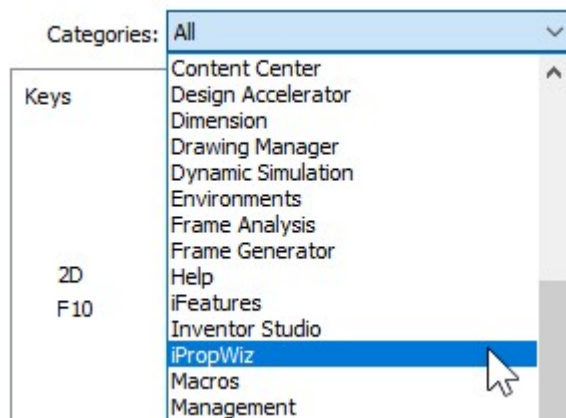 Categories: All
Keys
Content Center
Design Accelerator
Dimension
Drawing Manager
Dynamic Simulation
Environments
Frame Analysis
Frame Generator
2D
Help
F10
iFeatures
Inventor Studio
iPropWiz
Macros
Management